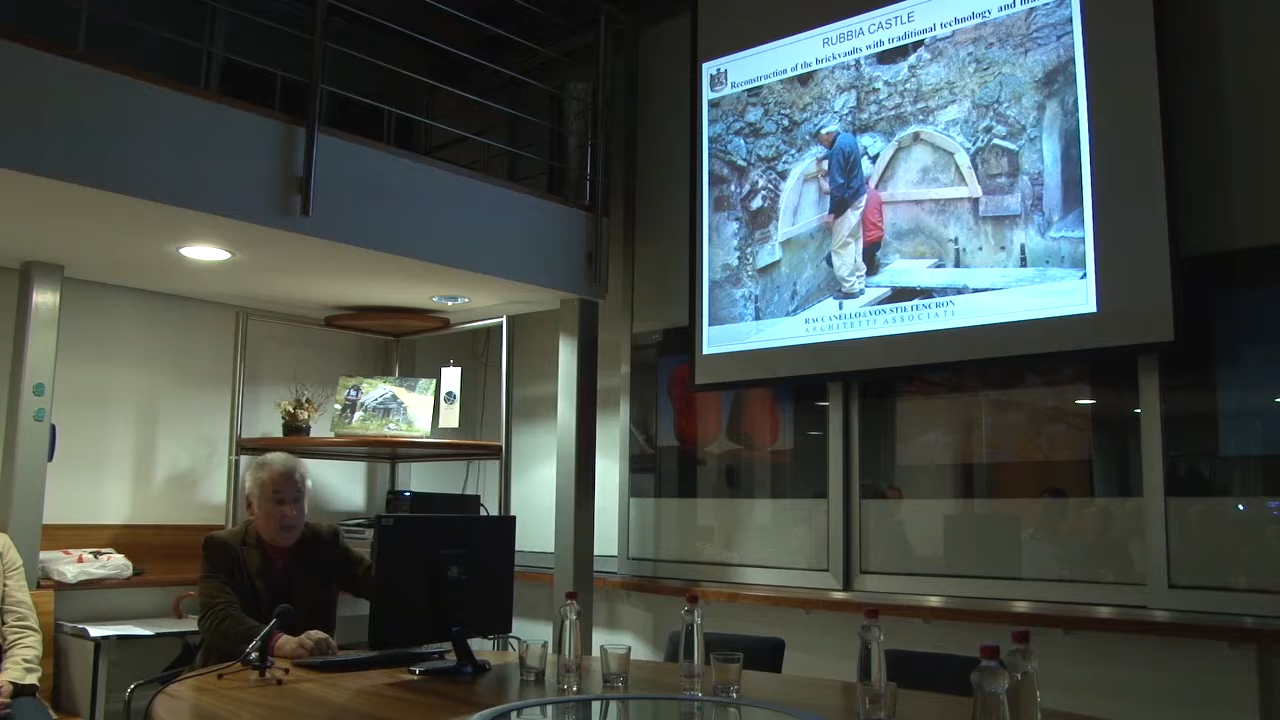 RUBBIA CASTLE
Reconstruction of the brickvaults with traditional technology and
RACCANELLO&VON STIETENCRON
ARCHITETTI ASSOCIATI